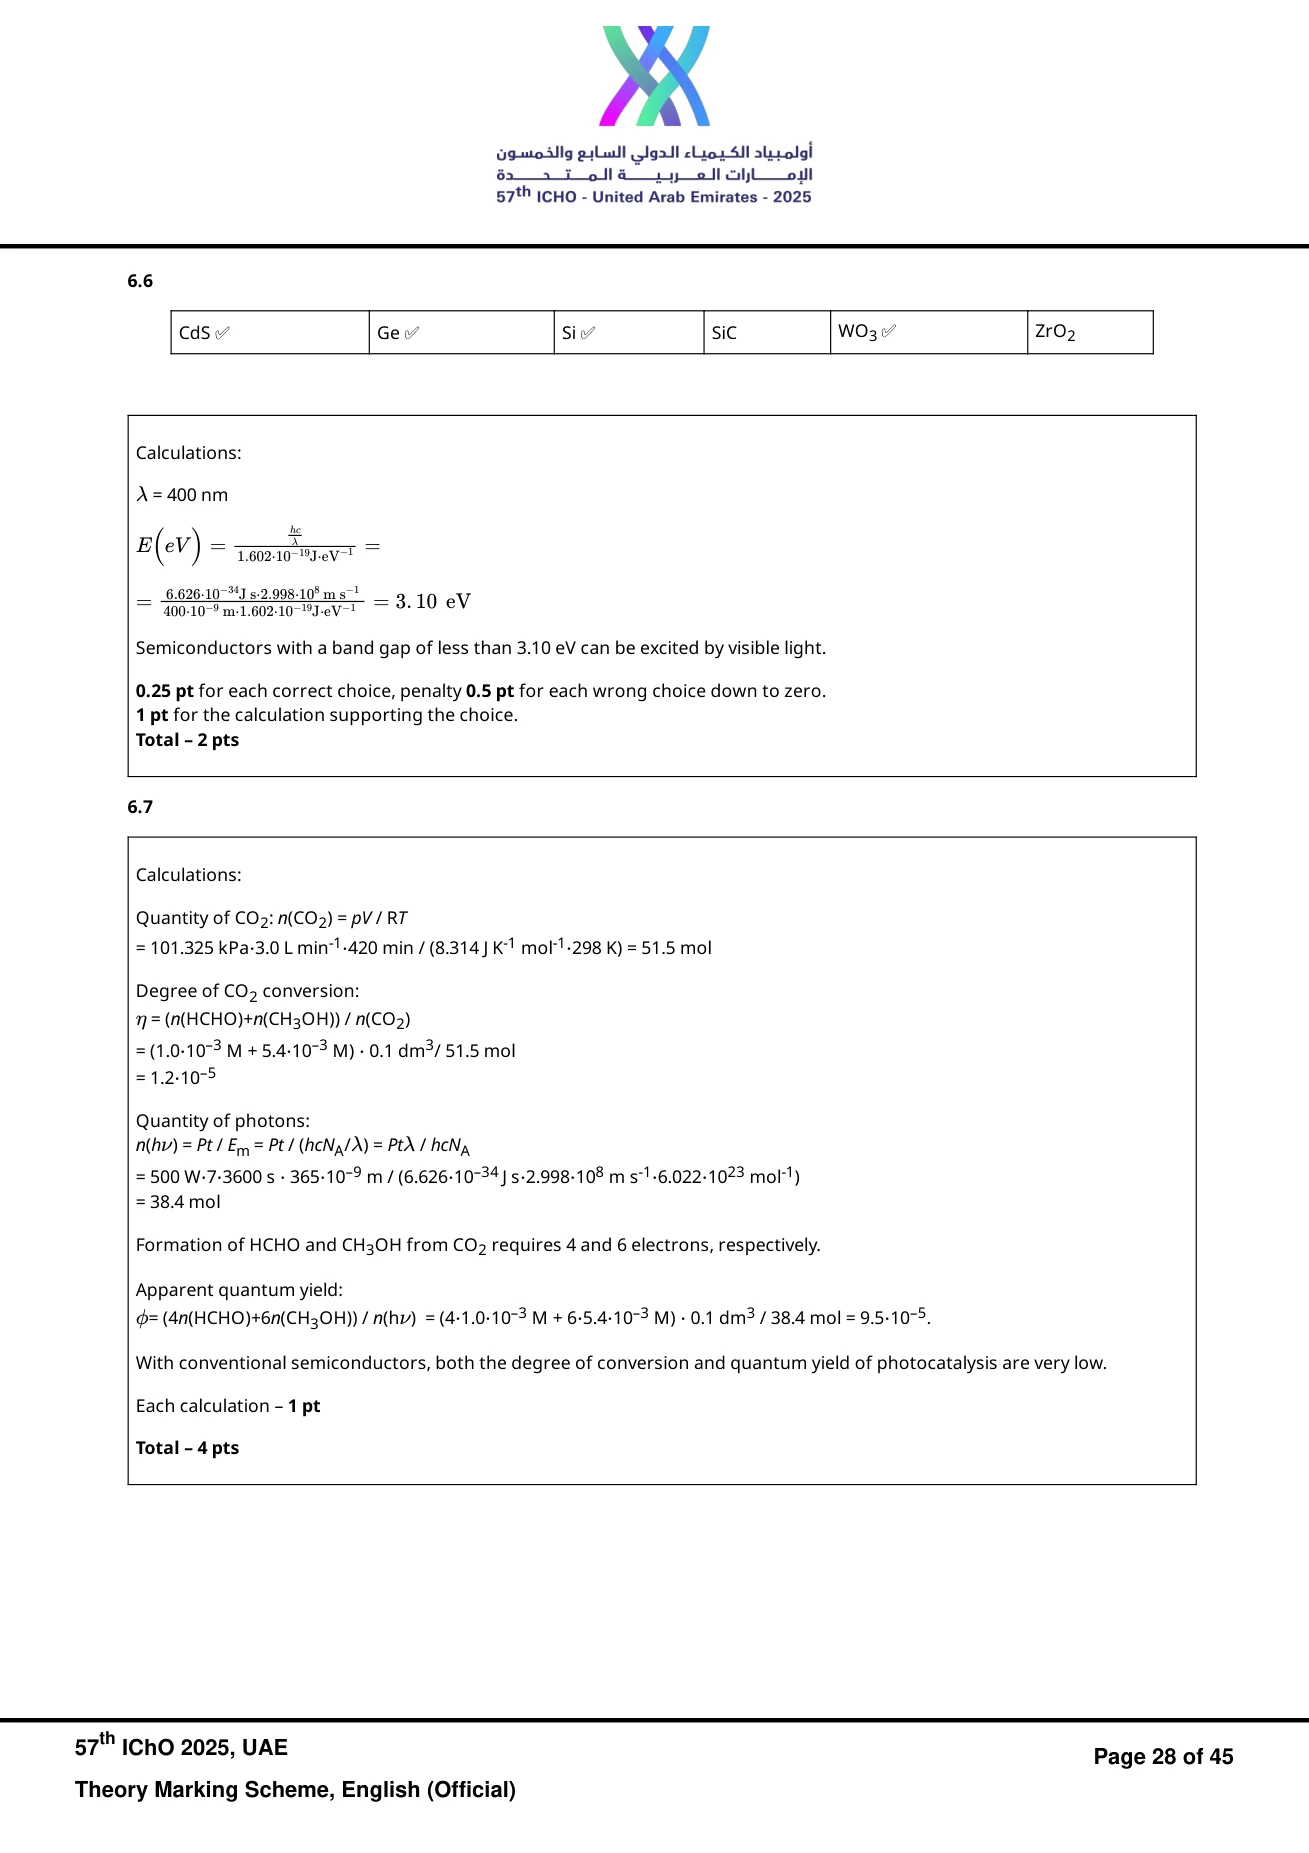 أولمبياد الكيميـاء الـدولي السـابـع والخمسـون
الإمـــــارات الـعــربـيـــــة الـمـتــحـــدة
57th ICHO - United Arab Emirates - 2025
6.6
CdS ✅ Ge ✅ Si ✅ SiC WO3 ✅ ZrO2
Calculations:
λ = 400 nm
E(eV) = (hc/λ) / (1.602·10⁻¹⁹J·eV⁻¹) =
= (6.626·10⁻³⁴J s·2.998·10⁸ m s⁻¹) / (400·10⁻⁹ m·1.602·10⁻¹⁹J·eV⁻¹) = 3.10 eV
Semiconductors with a band gap of less than 3.10 eV can be excited by visible light.
0.25 pt for each correct choice, penalty 0.5 pt for each wrong choice down to zero.
1 pt for the calculation supporting the choice.
Total – 2 pts
6.7
Calculations:
Quantity of CO2: n(CO2) = pV / RT
= 101.325 kPa·3.0 L min-1·420 min / (8.314 J K-1 mol-1·298 K) = 51.5 mol
Degree of CO2 conversion:
η = (n(HCHO)+n(CH3OH)) / n(CO2)
= (1.0·10⁻³ M + 5.4·10⁻³ M) · 0.1 dm³/ 51.5 mol
= 1.2·10⁻⁵
Quantity of photons:
n(hν) = Pt / Em = Pt / (hcNA/λ) = Ptλ / hcNA
= 500 W·7·3600 s · 365·10⁻⁹ m / (6.626·10⁻³⁴ J s·2.998·10⁸ m s-1·6.022·10²³ mol-1)
= 38.4 mol
Formation of HCHO and CH3OH from CO2 requires 4 and 6 electrons, respectively.
Apparent quantum yield:
ϕ= (4n(HCHO)+6n(CH3OH)) / n(hν) = (4·1.0·10⁻³ M + 6·5.4·10⁻³ M) · 0.1 dm³ / 38.4 mol = 9.5·10⁻⁵.
With conventional semiconductors, both the degree of conversion and quantum yield of photocatalysis are very low.
Each calculation – 1 pt
Total – 4 pts
57th IChO 2025, UAE
Page 28 of 45
Theory Marking Scheme, English (Official)